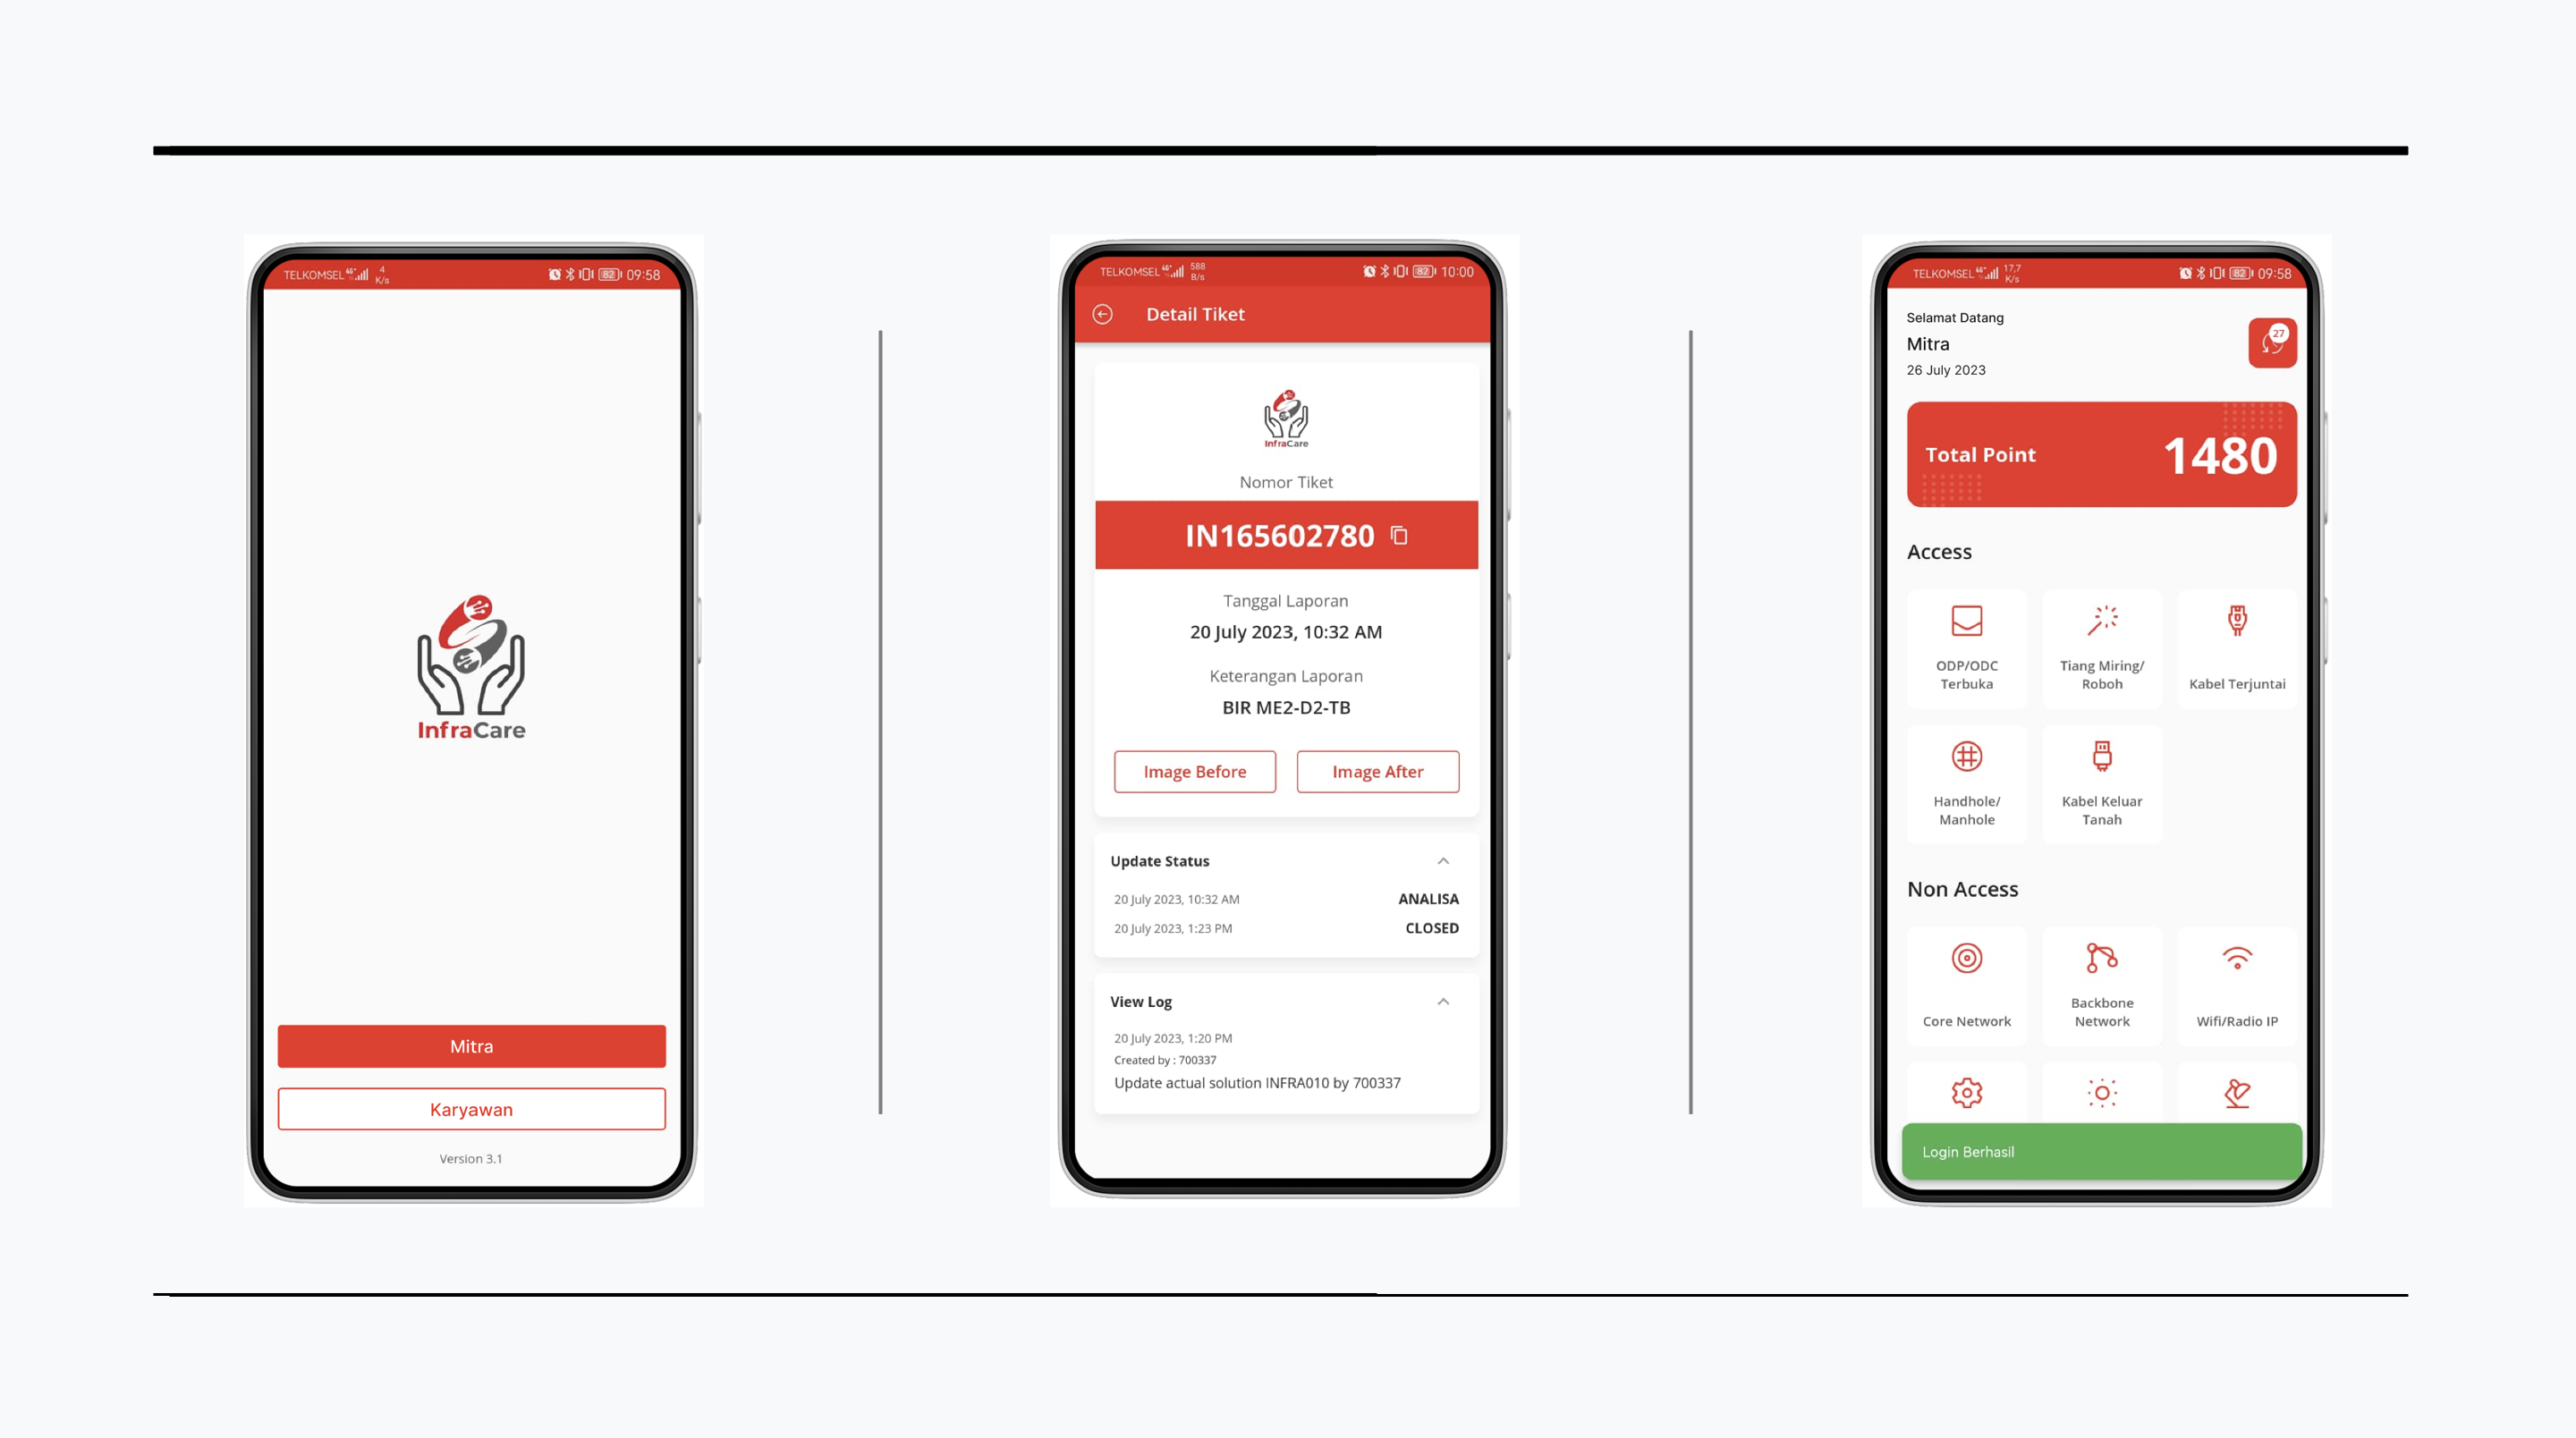 TELKOMSEL 4G+ 4 K/s 82 09:58
InfraCare
Mitra
Karyawan
Version 3.1
TELKOMSEL 4G+ 588 B/s 82 10:00
Detail Tiket
InfraCare
Nomor Tiket
IN165602780
Tanggal Laporan
20 July 2023, 10:32 AM
Keterangan Laporan
BIR ME2-D2-TB
Image Before Image After
Update Status
20 July 2023, 10:32 AM ANALISA
20 July 2023, 1:23 PM CLOSED
View Log
20 July 2023, 1:20 PM
Created by : 700337
Update actual solution INFRA010 by 700337
TELKOMSEL 4G+ 17,7 K/s 82 09:58
Selamat Datang
Mitra
27
26 July 2023
Total Point 1480
Access
ODP/ODC
Terbuka
Tiang Miring/
Roboh
Kabel Terjuntai
Handhole/
Manhole
Kabel Keluar
Tanah
Non Access
Core Network
Backbone
Network
Wifi/Radio IP
Login Berhasil